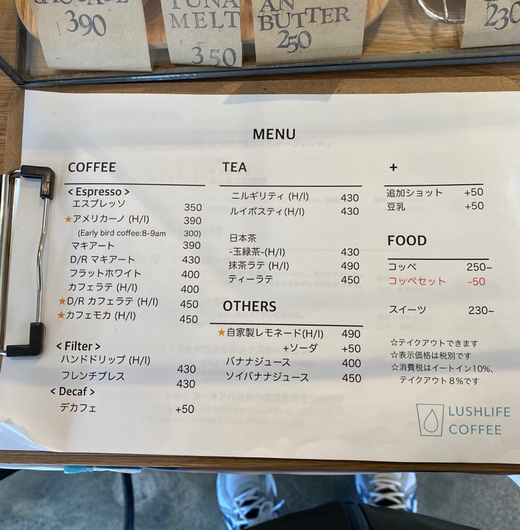 390
TUNA
MELT
350
AN
BUTTER
250
230
MENU
COFFEE
< Espresso >
エスプレッソ 350
★アメリカーノ (H/I) 390
(Early bird coffee:8-9am 300)
マキアート 390
D/R マキアート 430
フラットホワイト 400
カフェラテ (H/I) 400
★D/R カフェラテ (H/I) 450
★カフェモカ (H/I) 450
< Filter >
ハンドドリップ (H/I) 430
フレンチプレス 430
< Decaf >
デカフェ +50
TEA
ニルギリティ (H/I) 430
ルイボスティ(H/I) 430
日本茶
-玉緑茶-(H/I) 430
抹茶ラテ (H/I) 490
ティーラテ 450
OTHERS
★自家製レモネード(H/I) 490
+ソーダ +50
バナナジュース 400
ソイバナナジュース 450
+
追加ショット +50
豆乳 +50
FOOD
コッペ 250~
コッペセット -50
スイーツ 230~
☆テイクアウトできます
☆表示価格は税別です
☆消費税はイートイン10%、
テイクアウト8%です
LUSHLIFE
COFFEE